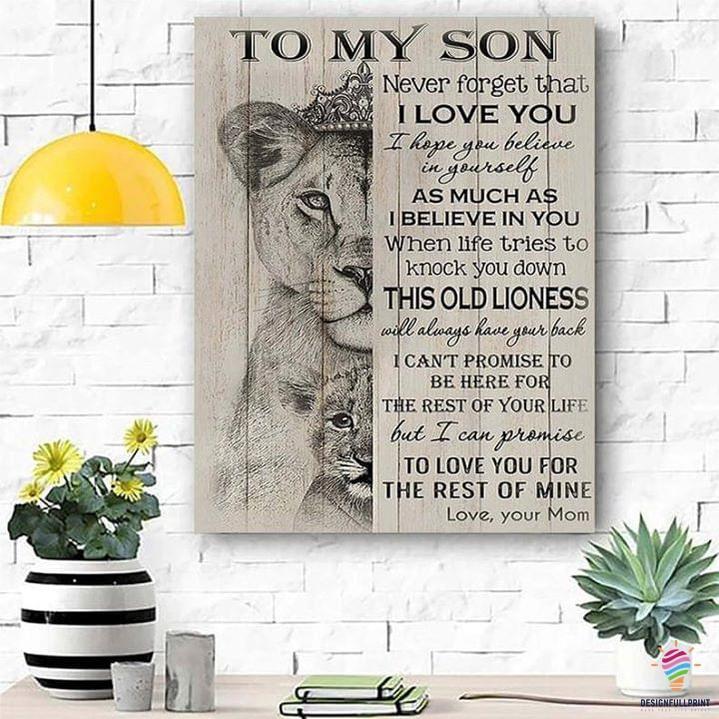 TO MY SON
Never forget that
I LOVE YOU
I hope you believe
in yourself
AS MUCH AS
I BELIEVE IN YOU
When life tries to
knock you down
THIS OLD LIONESS
will always have your back
I CAN'T PROMISE TO
BE HERE FOR
THE REST OF YOUR LIFE
but I can promise
TO LOVE YOU FOR
THE REST OF MINE
Love, your Mom
DESIGNFULLPRINT